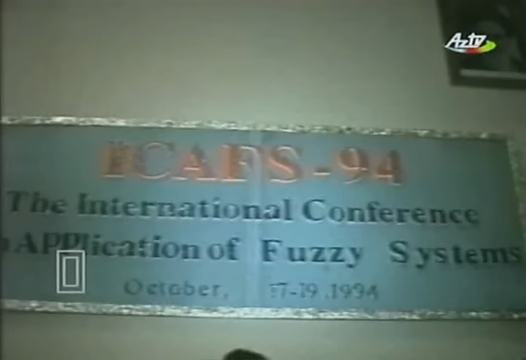 AzTV
ICAFS-94
The International Conference
n APPlication of Fuzzy Systems
October, 17-19.1994